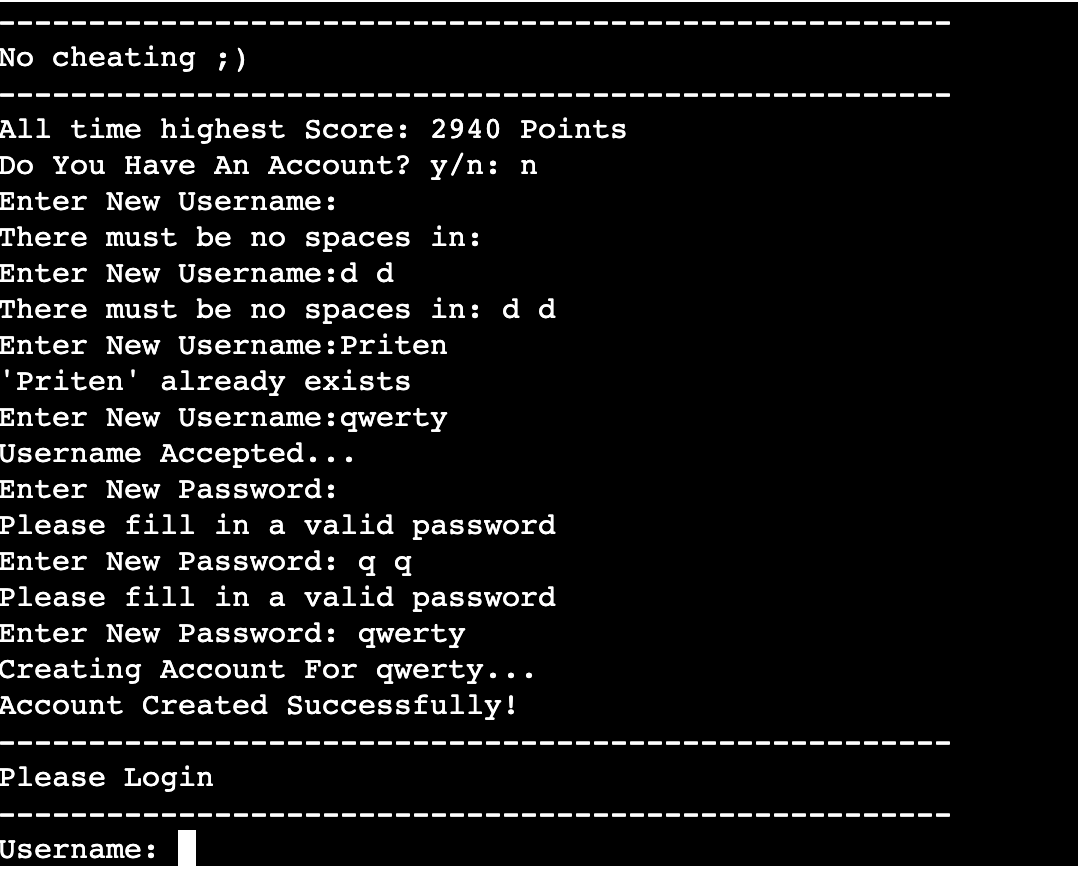 -----------------------------------------------------
No cheating ;)
-----------------------------------------------------
All time highest Score: 2940 Points
Do You Have An Account? y/n: n
Enter New Username:
There must be no spaces in:
Enter New Username:d d
There must be no spaces in: d d
Enter New Username:Priten
'Priten' already exists
Enter New Username:qwerty
Username Accepted...
Enter New Password:
Please fill in a valid password
Enter New Password: q q
Please fill in a valid password
Enter New Password: qwerty
Creating Account For qwerty...
Account Created Successfully!
-----------------------------------------------------
Please Login
-----------------------------------------------------
Username: